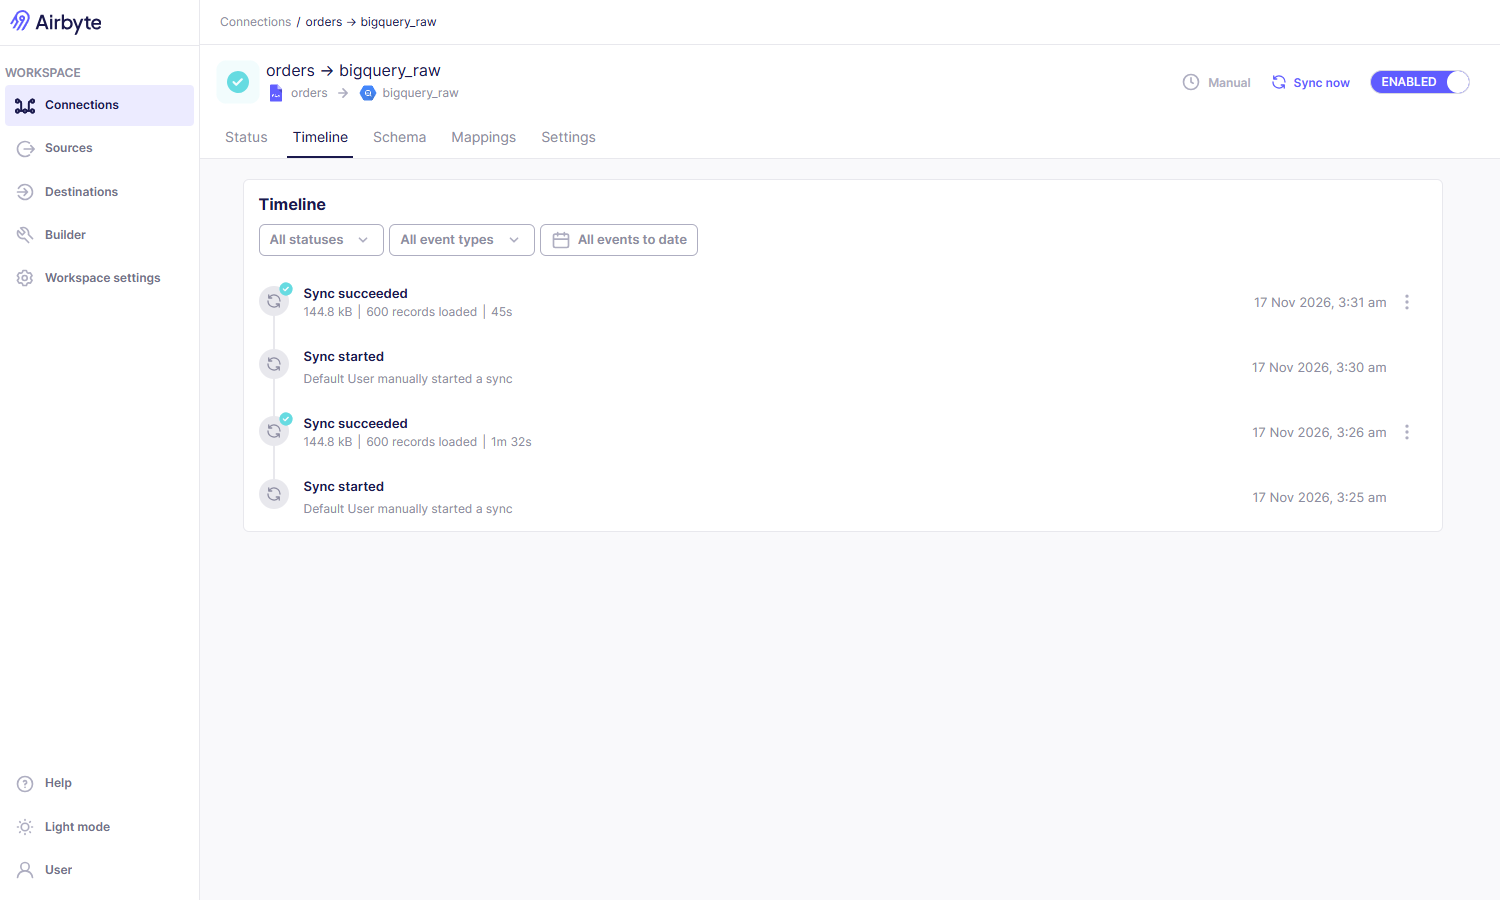 Airbyte
WORKSPACE
Connections
Sources
Destinations
Builder
Workspace settings
Help
Light mode
User
Connections / orders → bigquery_raw
orders → bigquery_raw
orders → bigquery_raw
Manual
Sync now
ENABLED
Status Timeline Schema Mappings Settings
Timeline
All statuses All event types All events to date
Sync succeeded
144.8 kB | 600 records loaded | 45s
17 Nov 2026, 3:31 am
Sync started
Default User manually started a sync
17 Nov 2026, 3:30 am
Sync succeeded
144.8 kB | 600 records loaded | 1m 32s
17 Nov 2026, 3:26 am
Sync started
Default User manually started a sync
17 Nov 2026, 3:25 am